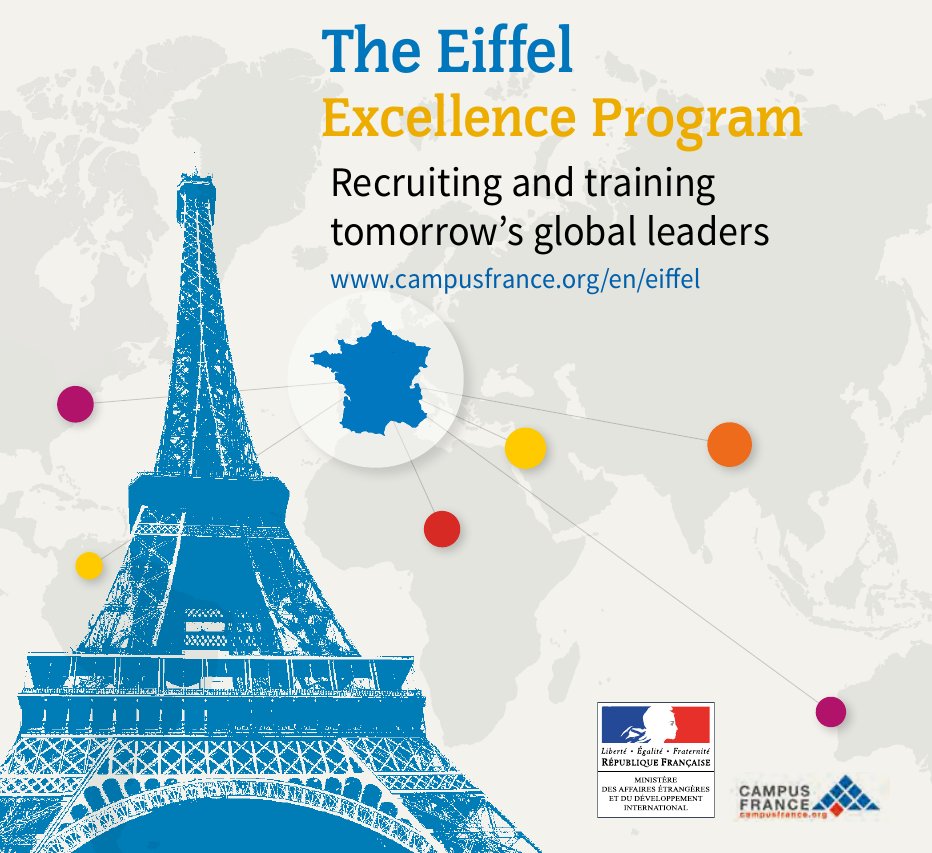 The Eiffel
Excellence Program
Recruiting and training
tomorrow's global leaders
www.campusfrance.org/en/eiffel
Liberté • Égalité • Fraternité
RÉPUBLIQUE FRANÇAISE
MINISTÈRE
DES AFFAIRES ÉTRANGÈRES
ET DU DÉVELOPPEMENT
INTERNATIONAL
CAMPUS
FRANCE
campusfrance.org